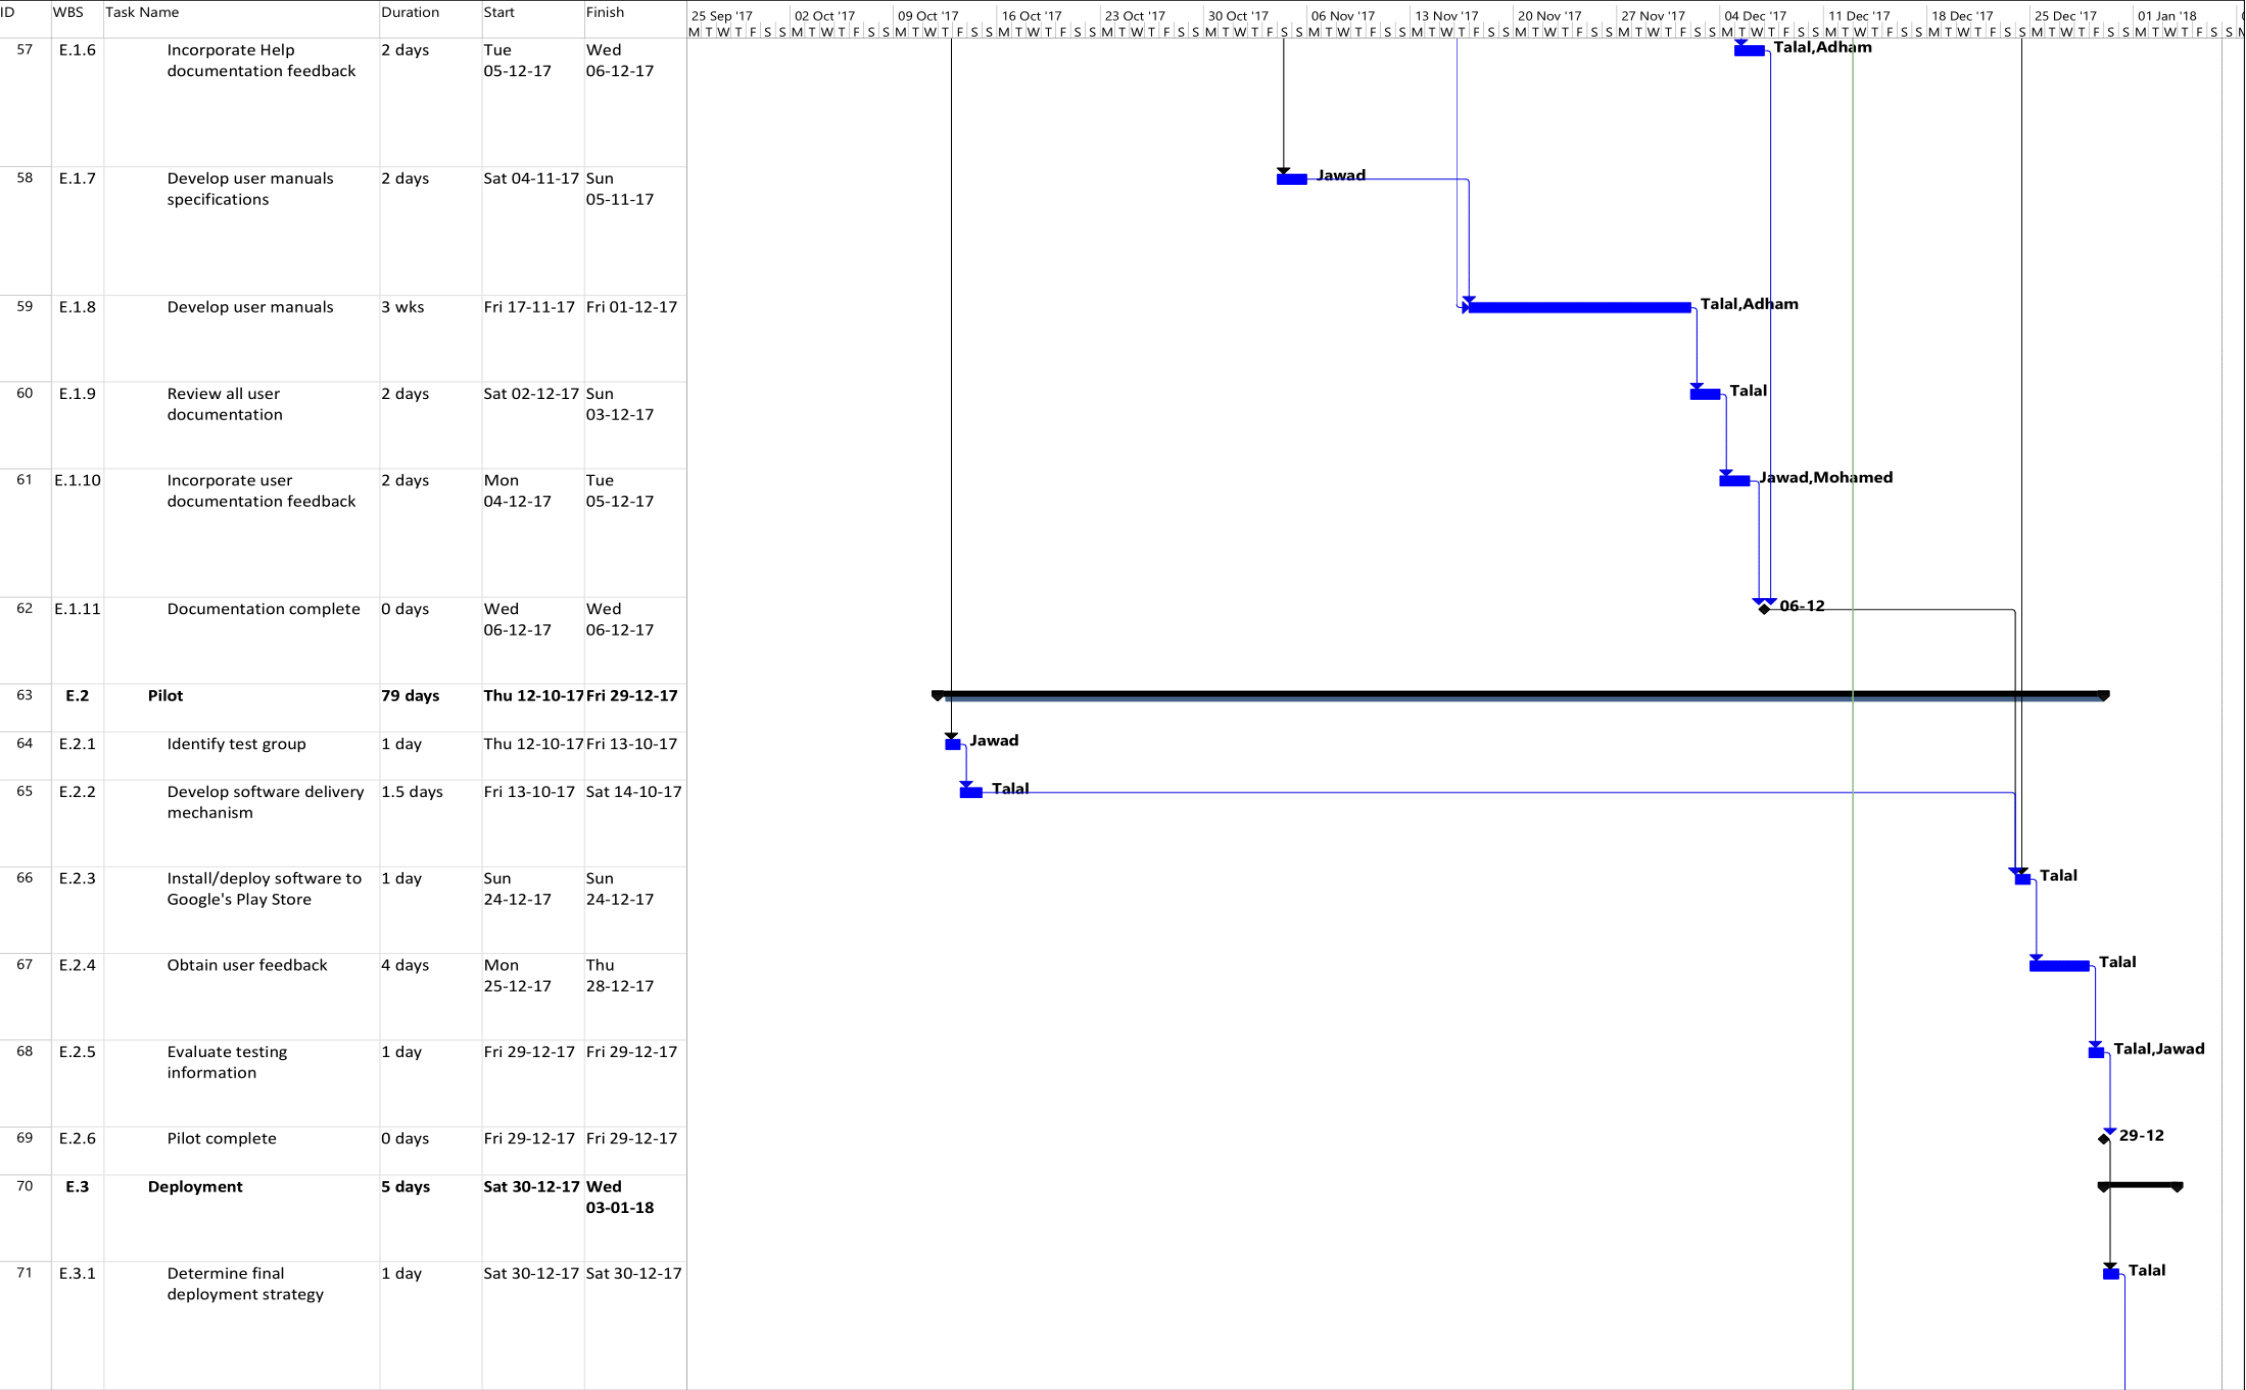 ID WBS Task Name Duration Start Finish 25 Sep '17 02 Oct '17 09 Oct '17 16 Oct '17 23 Oct '17 30 Oct '17 06 Nov '17 13 Nov '17 20 Nov '17 27 Nov '17 04 Dec '17 11 Dec '17 18 Dec '17 25 Dec '17 01 Jan '18
M T W T F S S M T W T F S S M T W T F S S M T W T F S S M T W T F S S M T W T F S S M T W T F S S M T W T F S S M T W T F S S M T W T F S S M T W T F S S M T W T F S S M T W T F S S M T W T F S S M T W T F S S
57 E.1.6 Incorporate Help 2 days Tue Wed Talal,Adham
documentation feedback 05-12-17 06-12-17
58 E.1.7 Develop user manuals 2 days Sat 04-11-17 Sun Jawad
specifications 05-11-17
59 E.1.8 Develop user manuals 3 wks Fri 17-11-17 Fri 01-12-17 Talal,Adham
60 E.1.9 Review all user 2 days Sat 02-12-17 Sun Talal
documentation 03-12-17
61 E.1.10 Incorporate user 2 days Mon Tue Jawad,Mohamed
documentation feedback 04-12-17 05-12-17
62 E.1.11 Documentation complete 0 days Wed Wed 06-12
06-12-17 06-12-17
63 E.2 Pilot 79 days Thu 12-10-17 Fri 29-12-17
64 E.2.1 Identify test group 1 day Thu 12-10-17 Fri 13-10-17 Jawad
65 E.2.2 Develop software delivery 1.5 days Fri 13-10-17 Sat 14-10-17 Talal
mechanism
66 E.2.3 Install/deploy software to 1 day Sun Sun Talal
Google's Play Store 24-12-17 24-12-17
67 E.2.4 Obtain user feedback 4 days Mon Thu Talal
25-12-17 28-12-17
68 E.2.5 Evaluate testing 1 day Fri 29-12-17 Fri 29-12-17 Talal,Jawad
information
69 E.2.6 Pilot complete 0 days Fri 29-12-17 Fri 29-12-17 29-12
70 E.3 Deployment 5 days Sat 30-12-17 Wed
03-01-18
71 E.3.1 Determine final 1 day Sat 30-12-17 Sat 30-12-17 Talal
deployment strategy